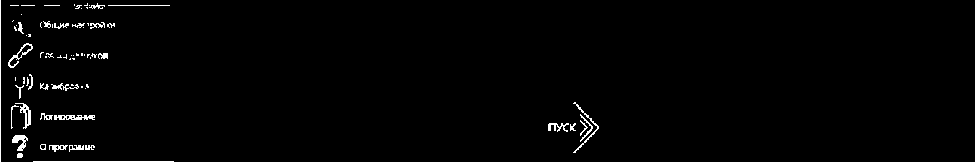 Общие настройки
Калибровка
Логирование
О программе
ПУСК